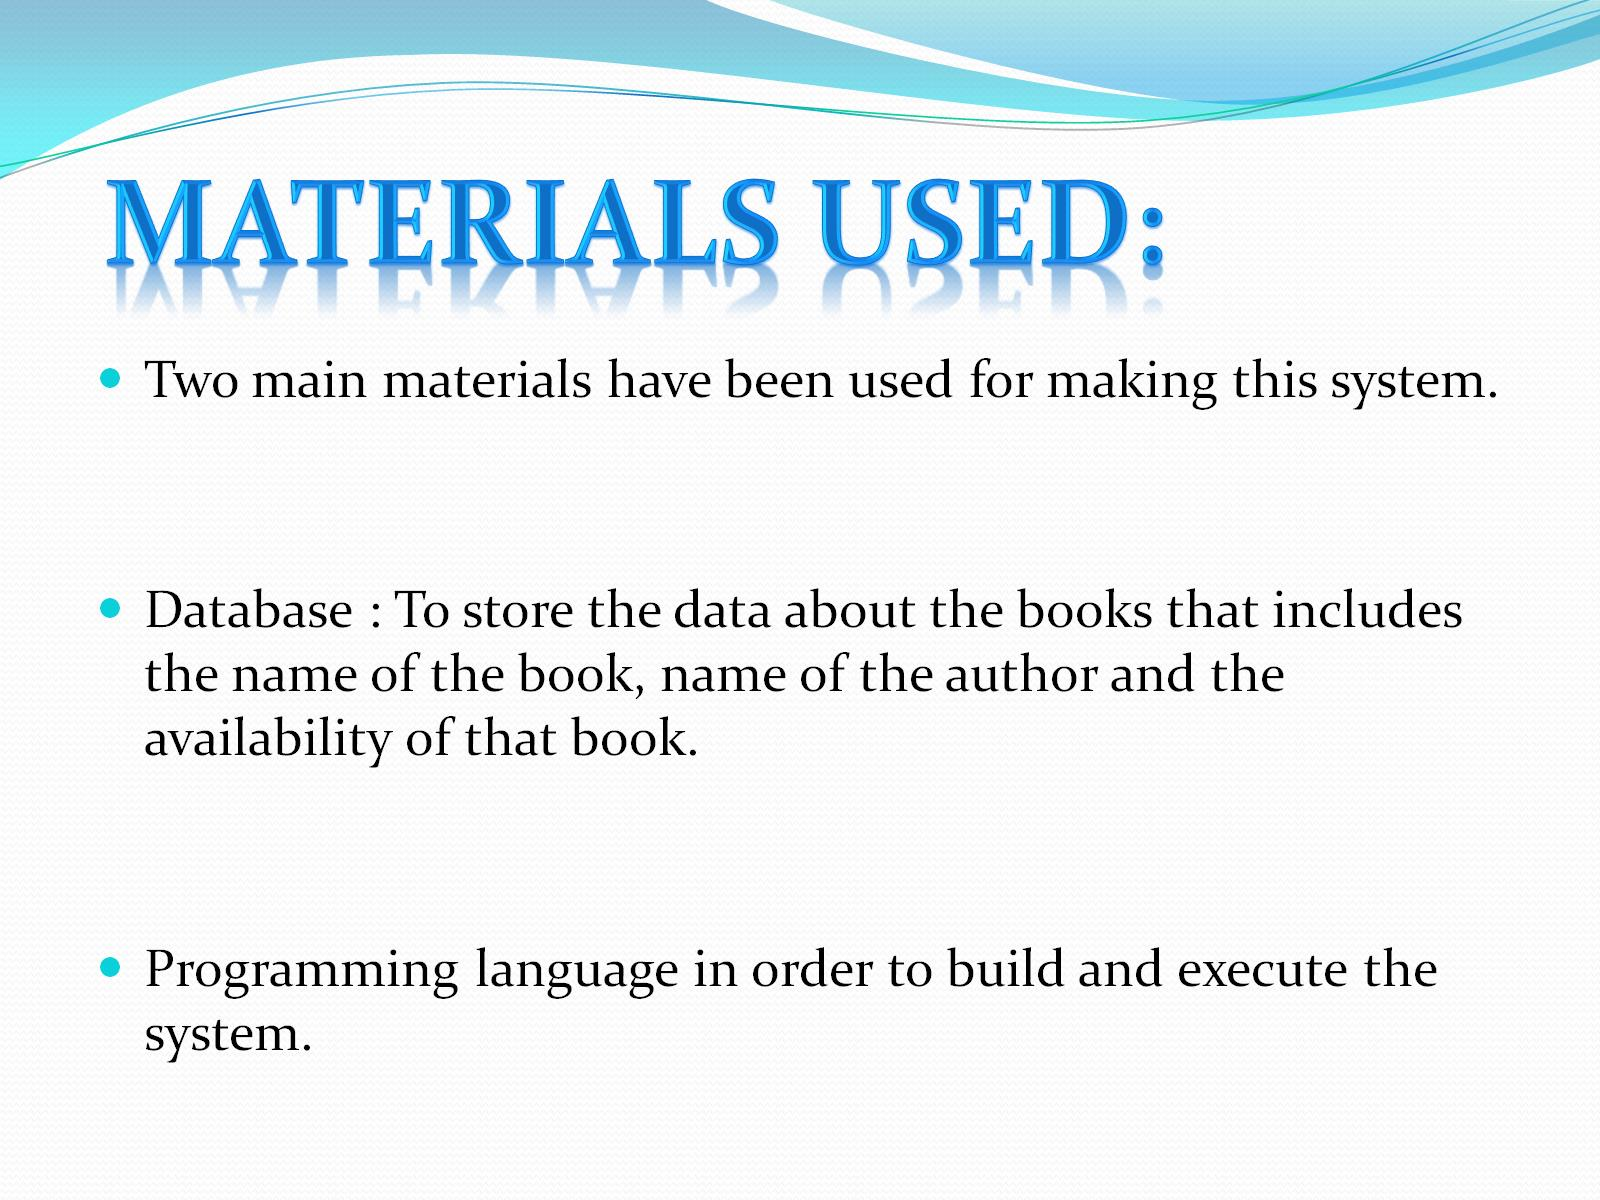 MATERIALS USED:
• Two main materials have been used for making this system.
• Database : To store the data about the books that includes
the name of the book, name of the author and the
availability of that book.
• Programming language in order to build and execute the
system.